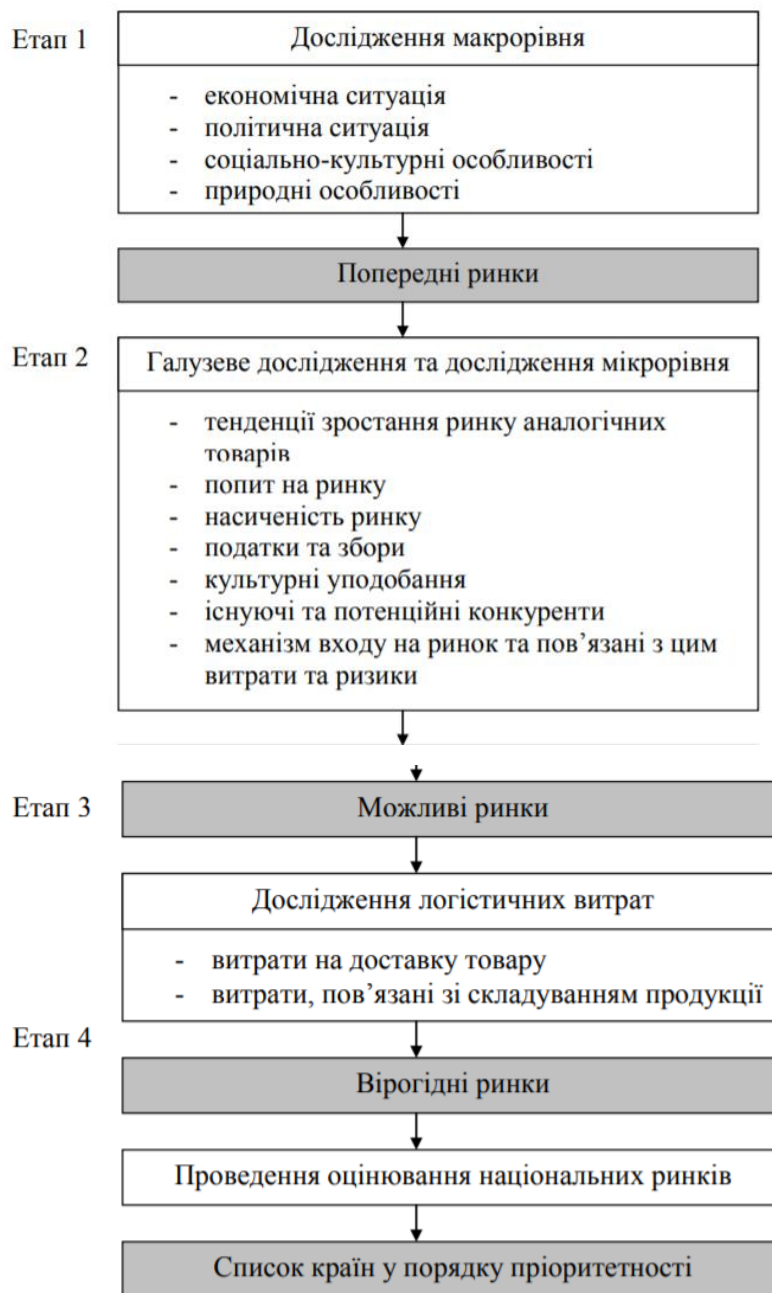 Етап 1
Дослідження макрорівня
- економічна ситуація
- політична ситуація
- соціально-культурні особливості
- природні особливості
Попередні ринки
Етап 2
Галузеве дослідження та дослідження мікрорівня
- тенденції зростання ринку аналогічних
товарів
- попит на ринку
- насиченість ринку
- податки та збори
- культурні уподобання
- існуючі та потенційні конкуренти
- механізм входу на ринок та пов’язані з цим
витрати та ризики
Етап 3
Можливі ринки
Дослідження логістичних витрат
- витрати на доставку товару
- витрати, пов’язані зі складуванням продукції
Етап 4
Вірогідні ринки
Проведення оцінювання національних ринків
Список країн у порядку пріоритетності